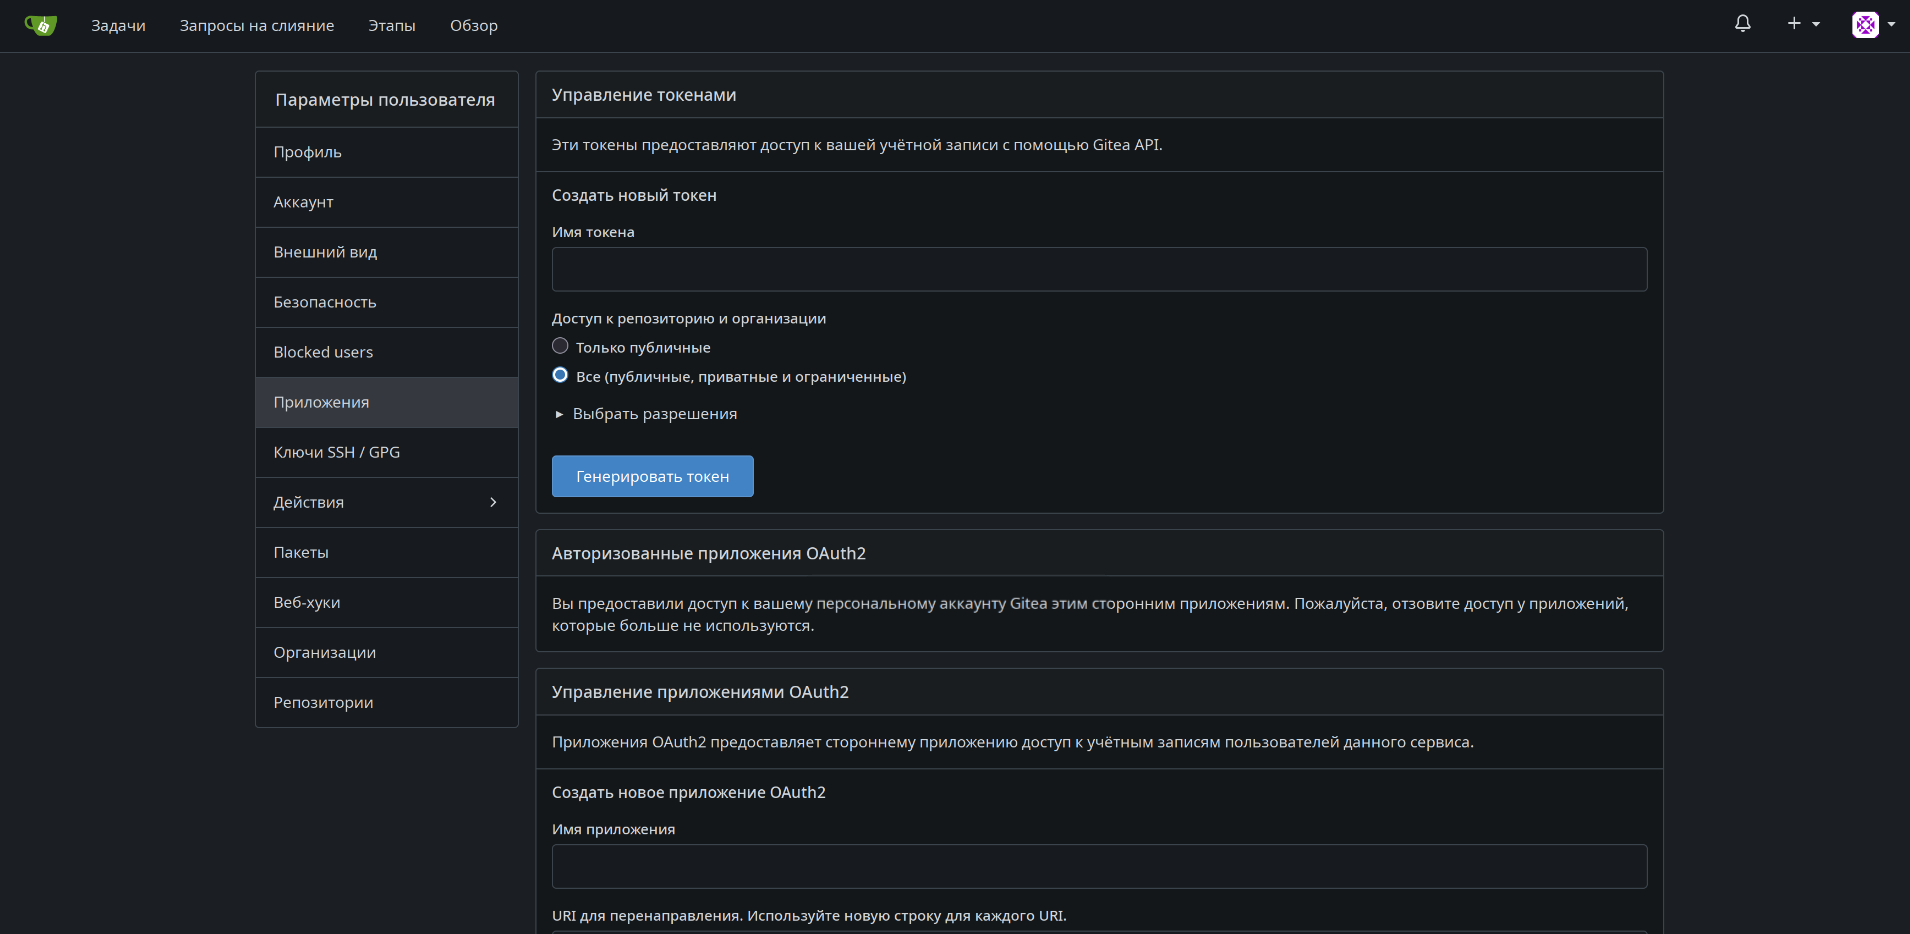 Задачи
Запросы на слияние
Этапы
Обзор
Параметры пользователя
Профиль
Аккаунт
Внешний вид
Безопасность
Blocked users
Приложения
Ключи SSH / GPG
Действия
Пакеты
Веб-хуки
Организации
Репозитории
Управление токенами
Эти токены предоставляют доступ к вашей учётной записи с помощью Gitea API.
Создать новый токен
Имя токена
Доступ к репозиторию и организации
Только публичные
Все (публичные, приватные и ограниченные)
Выбрать разрешения
Генерировать токен
Авторизованные приложения OAuth2
Вы предоставили доступ к вашему персональному аккаунту Gitea этим сторонним приложениям. Пожалуйста, отзовите доступ у приложений,
которые больше не используются.
Управление приложениями OAuth2
Приложения OAuth2 предоставляет стороннему приложению доступ к учётным записям пользователей данного сервиса.
Создать новое приложение OAuth2
Имя приложения
URI для перенаправления. Используйте новую строку для каждого URI.